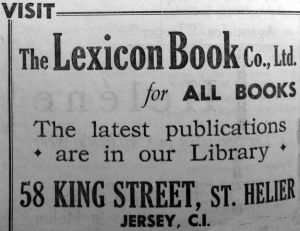 VISIT—
The Lexicon Book Co., Ltd.
for ALL BOOKS
The latest publications
✦ are in our Library ✦
58 KING STREET, ST. HELIER
JERSEY, C.I.